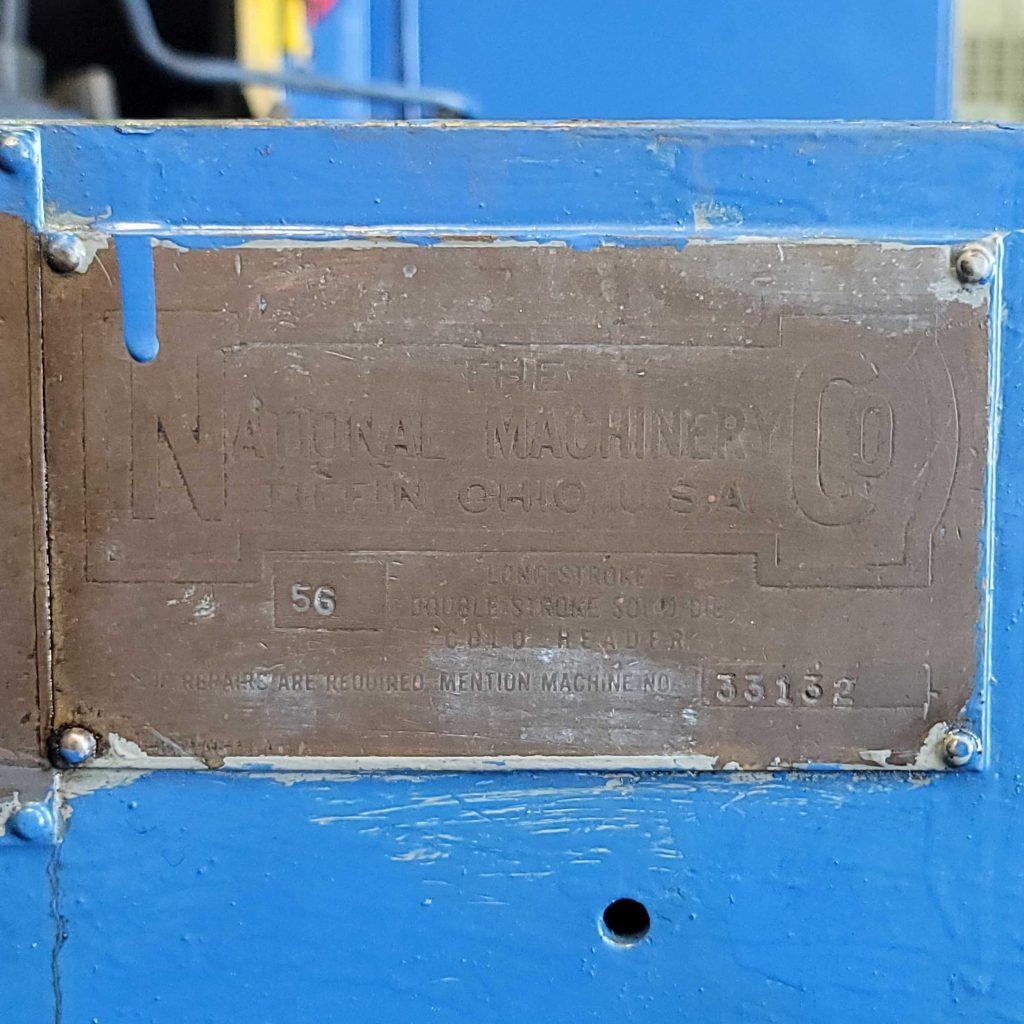 THE
NATIONAL MACHINERY Co
TIFFIN OHIO, U.S.A.
LONG STROKE
56 DOUBLE STROKE SOLID DIE
COLD HEADER
IF REPAIRS ARE REQUIRED, MENTION MACHINE NO. 33132